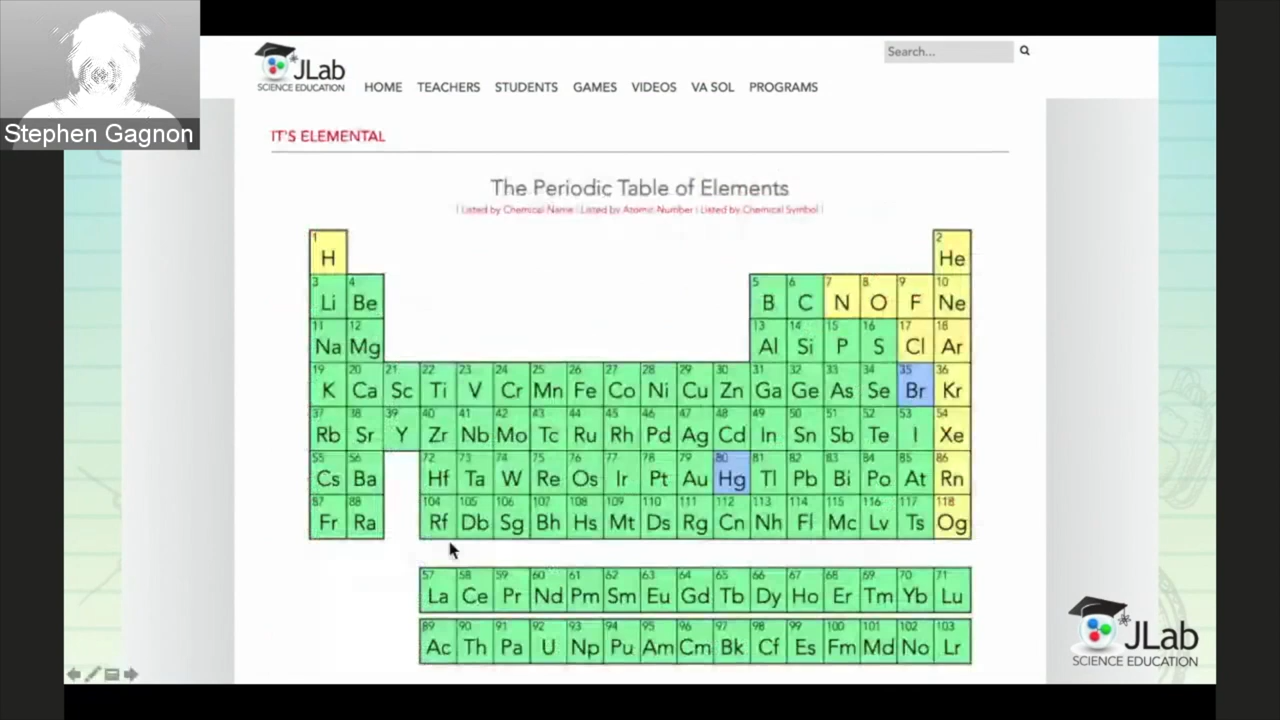 Stephen Gagnon
JLab
SCIENCE EDUCATION
HOME TEACHERS STUDENTS GAMES VIDEOS VA SOL PROGRAMS
Search...
IT'S ELEMENTAL
The Periodic Table of Elements
| Listed by Chemical Name | Listed by Atomic Number | Listed by Chemical Symbol |
1 2
H He
3 4 5 6 7 8 9 10
Li Be B C N O F Ne
11 12 13 14 15 16 17 18
Na Mg Al Si P S Cl Ar
19 20 21 22 23 24 25 26 27 28 29 30 31 32 33 34 35 36
K Ca Sc Ti V Cr Mn Fe Co Ni Cu Zn Ga Ge As Se Br Kr
37 38 39 40 41 42 43 44 45 46 47 48 49 50 51 52 53 54
Rb Sr Y Zr Nb Mo Tc Ru Rh Pd Ag Cd In Sn Sb Te I Xe
55 56 72 73 74 75 76 77 78 79 80 81 82 83 84 85 86
Cs Ba Hf Ta W Re Os Ir Pt Au Hg Tl Pb Bi Po At Rn
87 88 104 105 106 107 108 109 110 111 112 113 114 115 116 117 118
Fr Ra Rf Db Sg Bh Hs Mt Ds Rg Cn Nh Fl Mc Lv Ts Og
57 58 59 60 61 62 63 64 65 66 67 68 69 70 71
La Ce Pr Nd Pm Sm Eu Gd Tb Dy Ho Er Tm Yb Lu
89 90 91 92 93 94 95 96 97 98 99 100 101 102 103
Ac Th Pa U Np Pu Am Cm Bk Cf Es Fm Md No Lr
JLab
SCIENCE EDUCATION